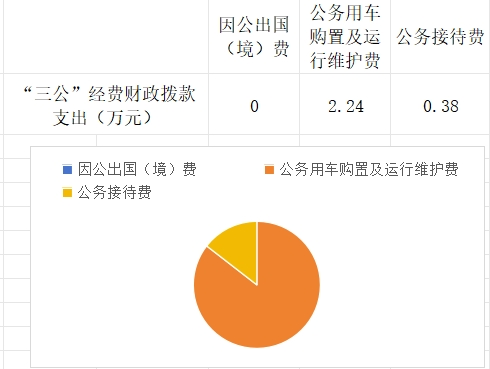 因公出国
（境）费
公务用车
购置及运
行维护费
公务接待费
“三公”经费财政拨款
支出（万元）
0
2.24
0.38
因公出国（境）费
公务用车购置及运行维护费
公务接待费